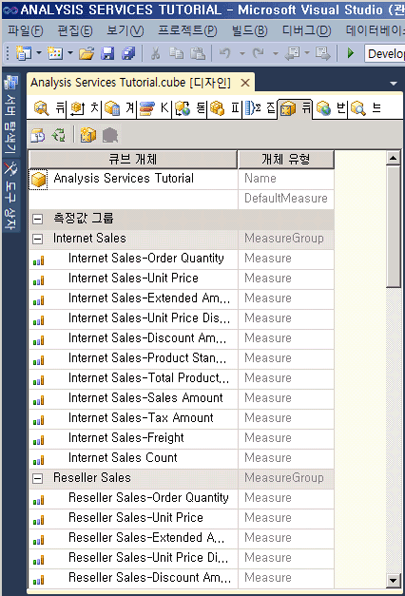 ANALYSIS SERVICES TUTORIAL - Microsoft Visual Studio (관
파일(F) 편집(E) 보기(V) 프로젝트(P) 빌드(B) 디버그(D) 데이터베이스
Develo
Analysis Services Tutorial.cube [디자인]
큐 차 계 K 동 파 집 큐 번 브
서버 탐색기
도구 상자
큐브 개체 개체 유형
Analysis Services Tutorial Name
DefaultMeasure
측정값 그룹
Internet Sales MeasureGroup
Internet Sales-Order Quantity Measure
Internet Sales-Unit Price Measure
Internet Sales-Extended Am... Measure
Internet Sales-Unit Price Dis... Measure
Internet Sales-Discount Am... Measure
Internet Sales-Product Stan... Measure
Internet Sales-Total Product... Measure
Internet Sales-Sales Amount Measure
Internet Sales-Tax Amount Measure
Internet Sales-Freight Measure
Internet Sales Count Measure
Reseller Sales MeasureGroup
Reseller Sales-Order Quantity Measure
Reseller Sales-Unit Price Measure
Reseller Sales-Extended A... Measure
Reseller Sales-Unit Price Di... Measure
Reseller Sales-Discount Am... Measure